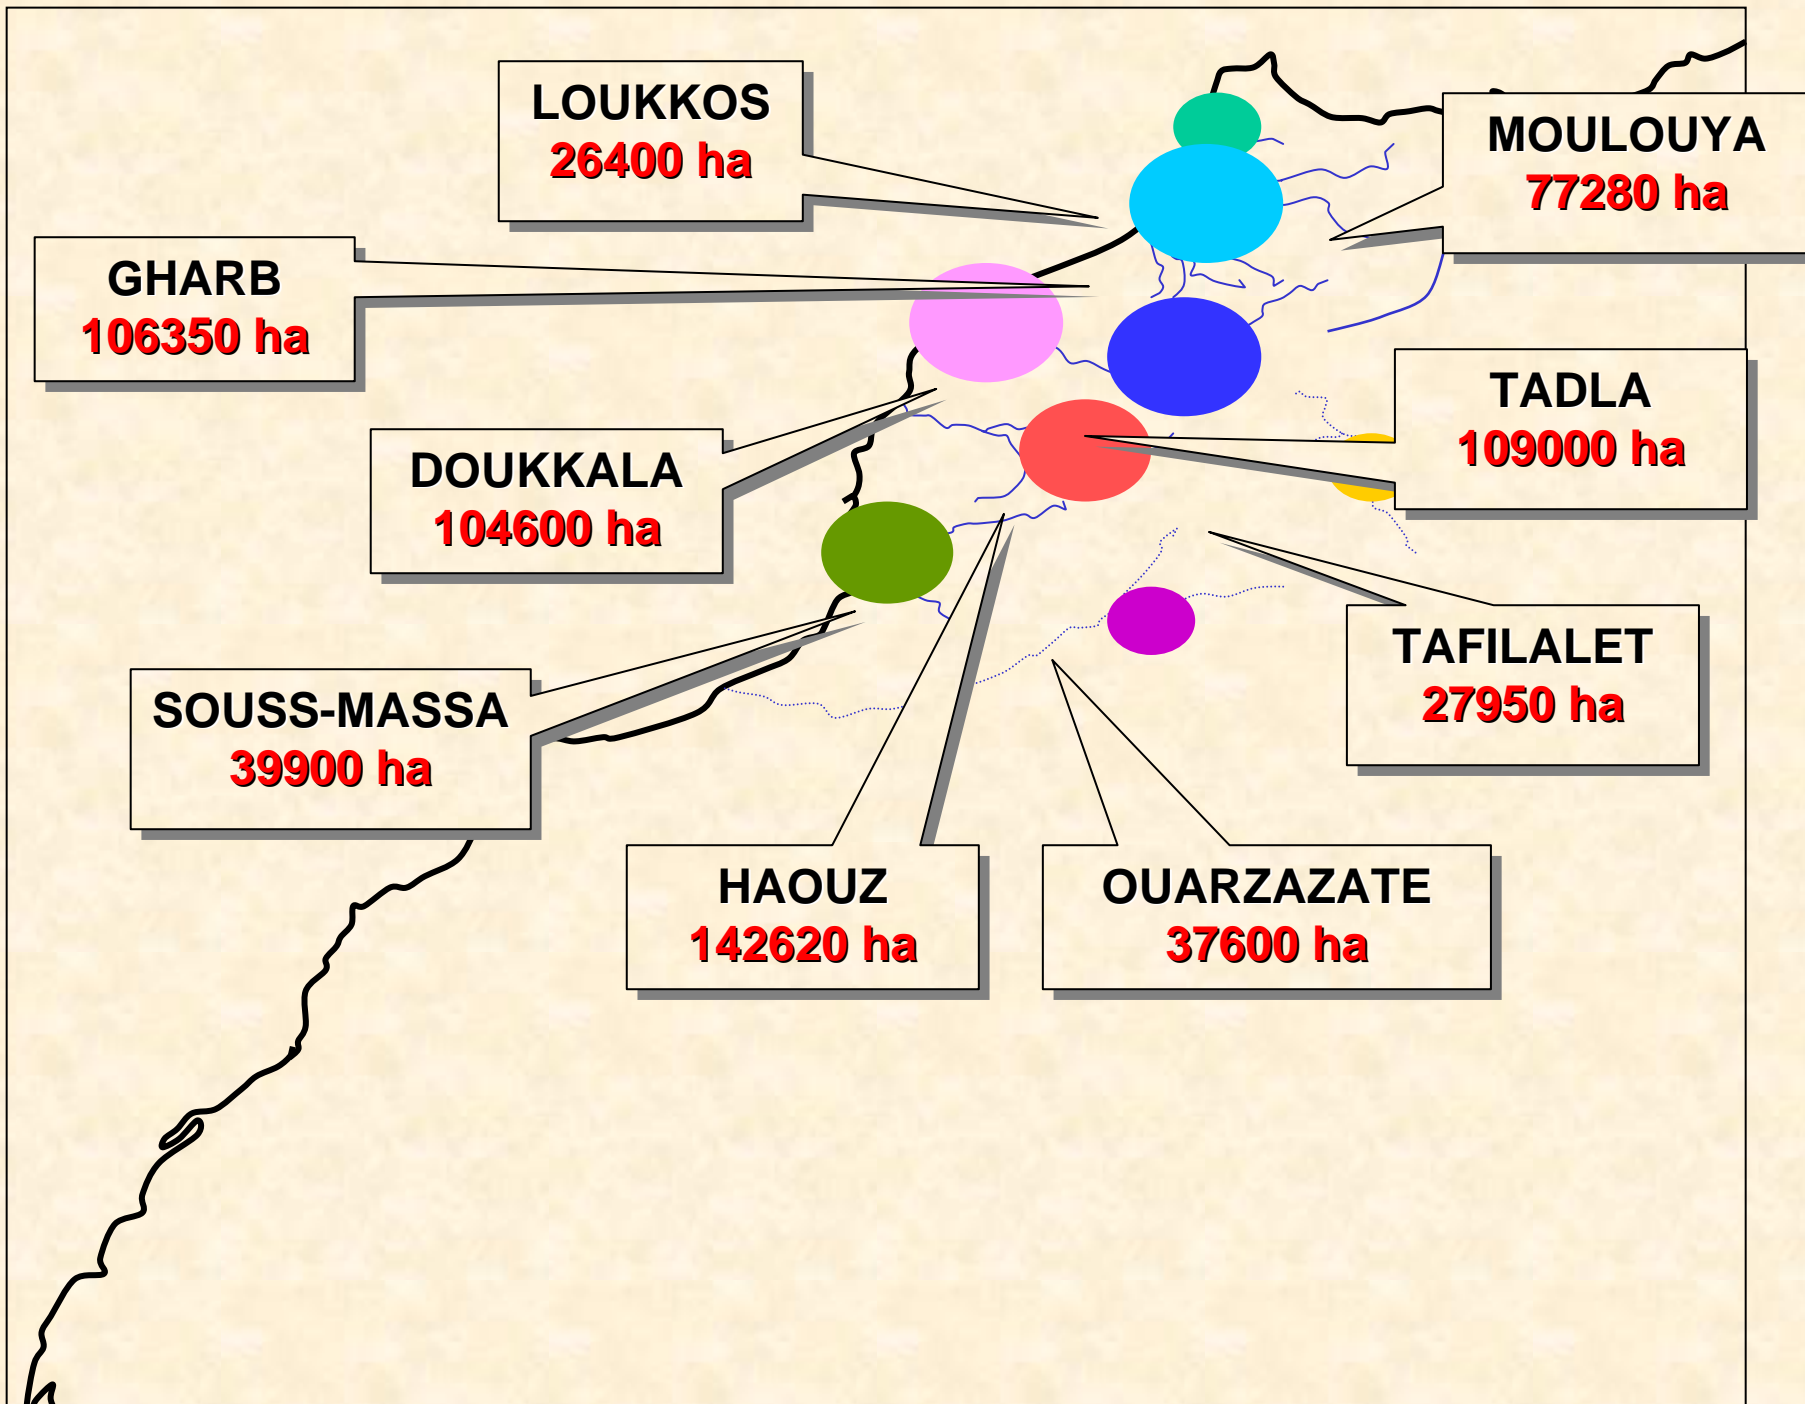 LOUKKOS
26400 ha
MOULOUYA
77280 ha
GHARB
106350 ha
TADLA
109000 ha
DOUKKALA
104600 ha
TAFILALET
27950 ha
SOUSS-MASSA
39900 ha
HAOUZ
142620 ha
OUARZAZATE
37600 ha